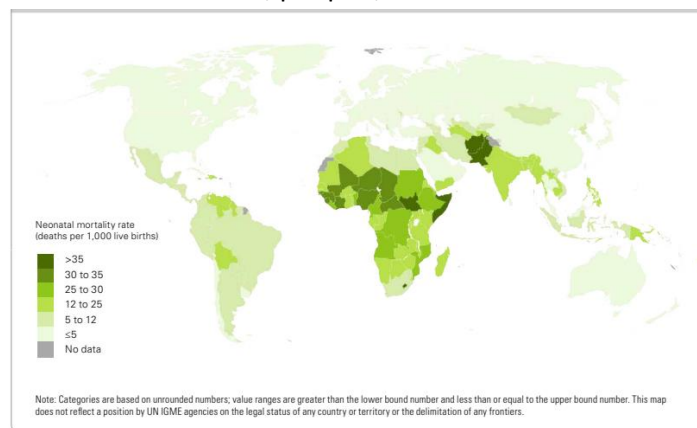 Neonatal mortality rate
(deaths per 1,000 live births)
>35
30 to 35
25 to 30
12 to 25
5 to 12
≤5
No data
Note: Categories are based on unrounded numbers; value ranges are greater than the lower bound number and less than or equal to the upper bound number. This map
does not reflect a position by UN IGME agencies on the legal status of any country or territory or the delimitation of any frontiers.